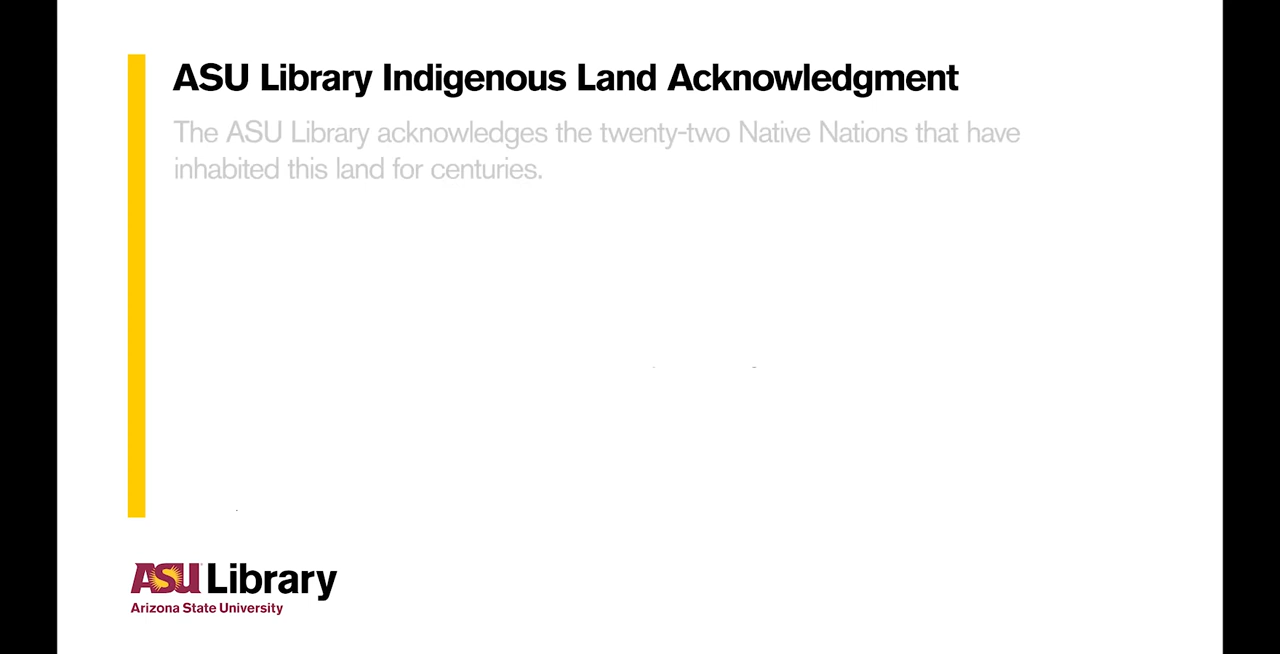 ASU Library Indigenous Land Acknowledgment
The ASU Library acknowledges the twenty-two Native Nations that have
inhabited this land for centuries.
ASU Library
Arizona State University